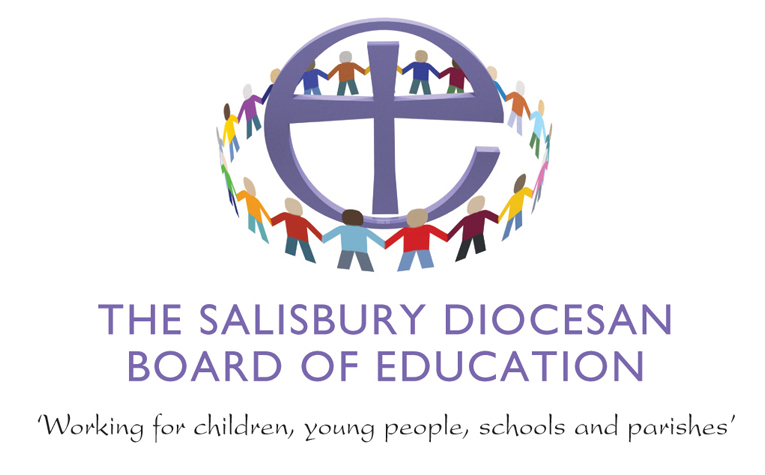 THE SALISBURY DIOCESAN
BOARD OF EDUCATION
‘Working for children, young people, schools and parishes’